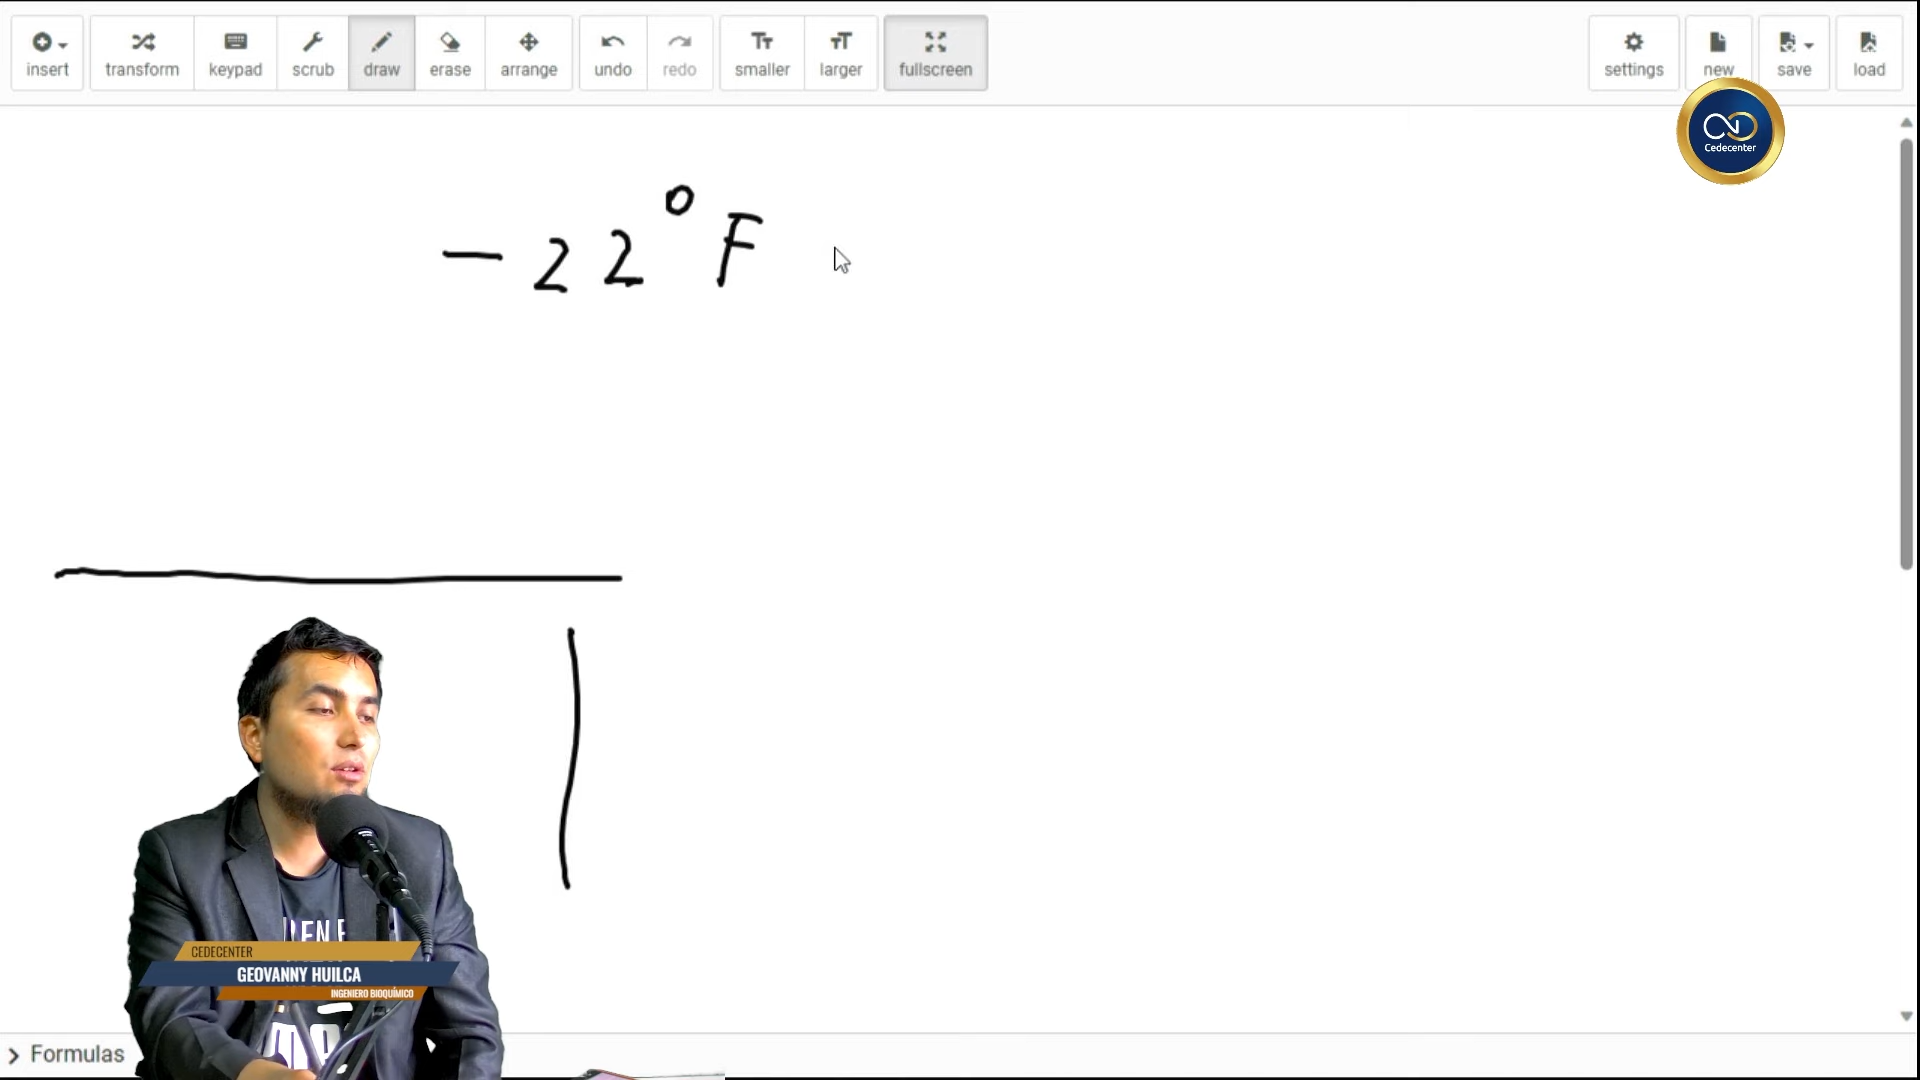 insert transform keypad scrub draw erase arrange undo redo smaller larger fullscreen settings new save load
Cedecenter
-22°F
CEDECENTER
GEOVANNY HUILCA
INGENIERO BIOQUÍMICO
Formulas